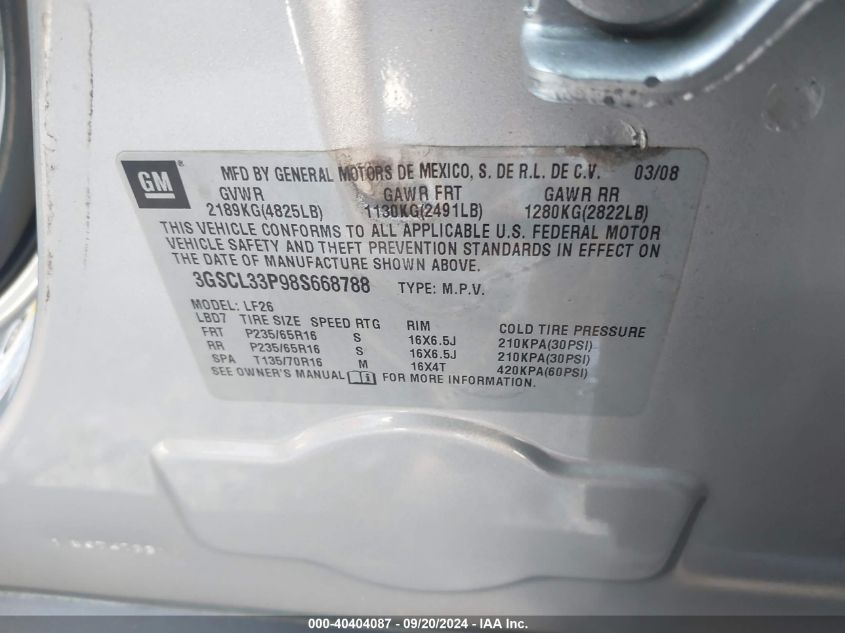 GM ®
MFD BY GENERAL MOTORS DE MEXICO, S. DE R.L. DE C.V. 03/08
GVWR GAWR FRT GAWR RR
2189KG(4825LB) 1130KG(2491LB) 1280KG(2822LB)
THIS VEHICLE CONFORMS TO ALL APPLICABLE U.S. FEDERAL MOTOR
VEHICLE SAFETY AND THEFT PREVENTION STANDARDS IN EFFECT ON
THE DATE OF MANUFACTURE SHOWN ABOVE.
3GSCL33P98S668788 TYPE: M.P.V.
MODEL: LF26
LBD7 TIRE SIZE SPEED RTG RIM COLD TIRE PRESSURE
FRT P235/65R16 S 16X6.5J 210KPA(30PSI)
RR P235/65R16 S 16X6.5J 210KPA(30PSI)
SPA T135/70R16 M 16X4T 420KPA(60PSI)
SEE OWNER'S MANUAL FOR MORE INFORMATION.
000-40404087 - 09/20/2024 - IAA, Inc.